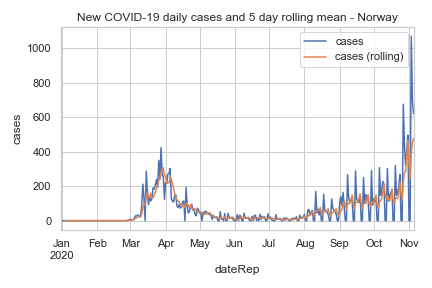 New COVID-19 daily cases and 5 day rolling mean - Norway
cases
cases (rolling)
1000
800
600
400
200
0
cases
Jan Feb Mar Apr May Jun Jul Aug Sep Oct Nov
2020
dateRep